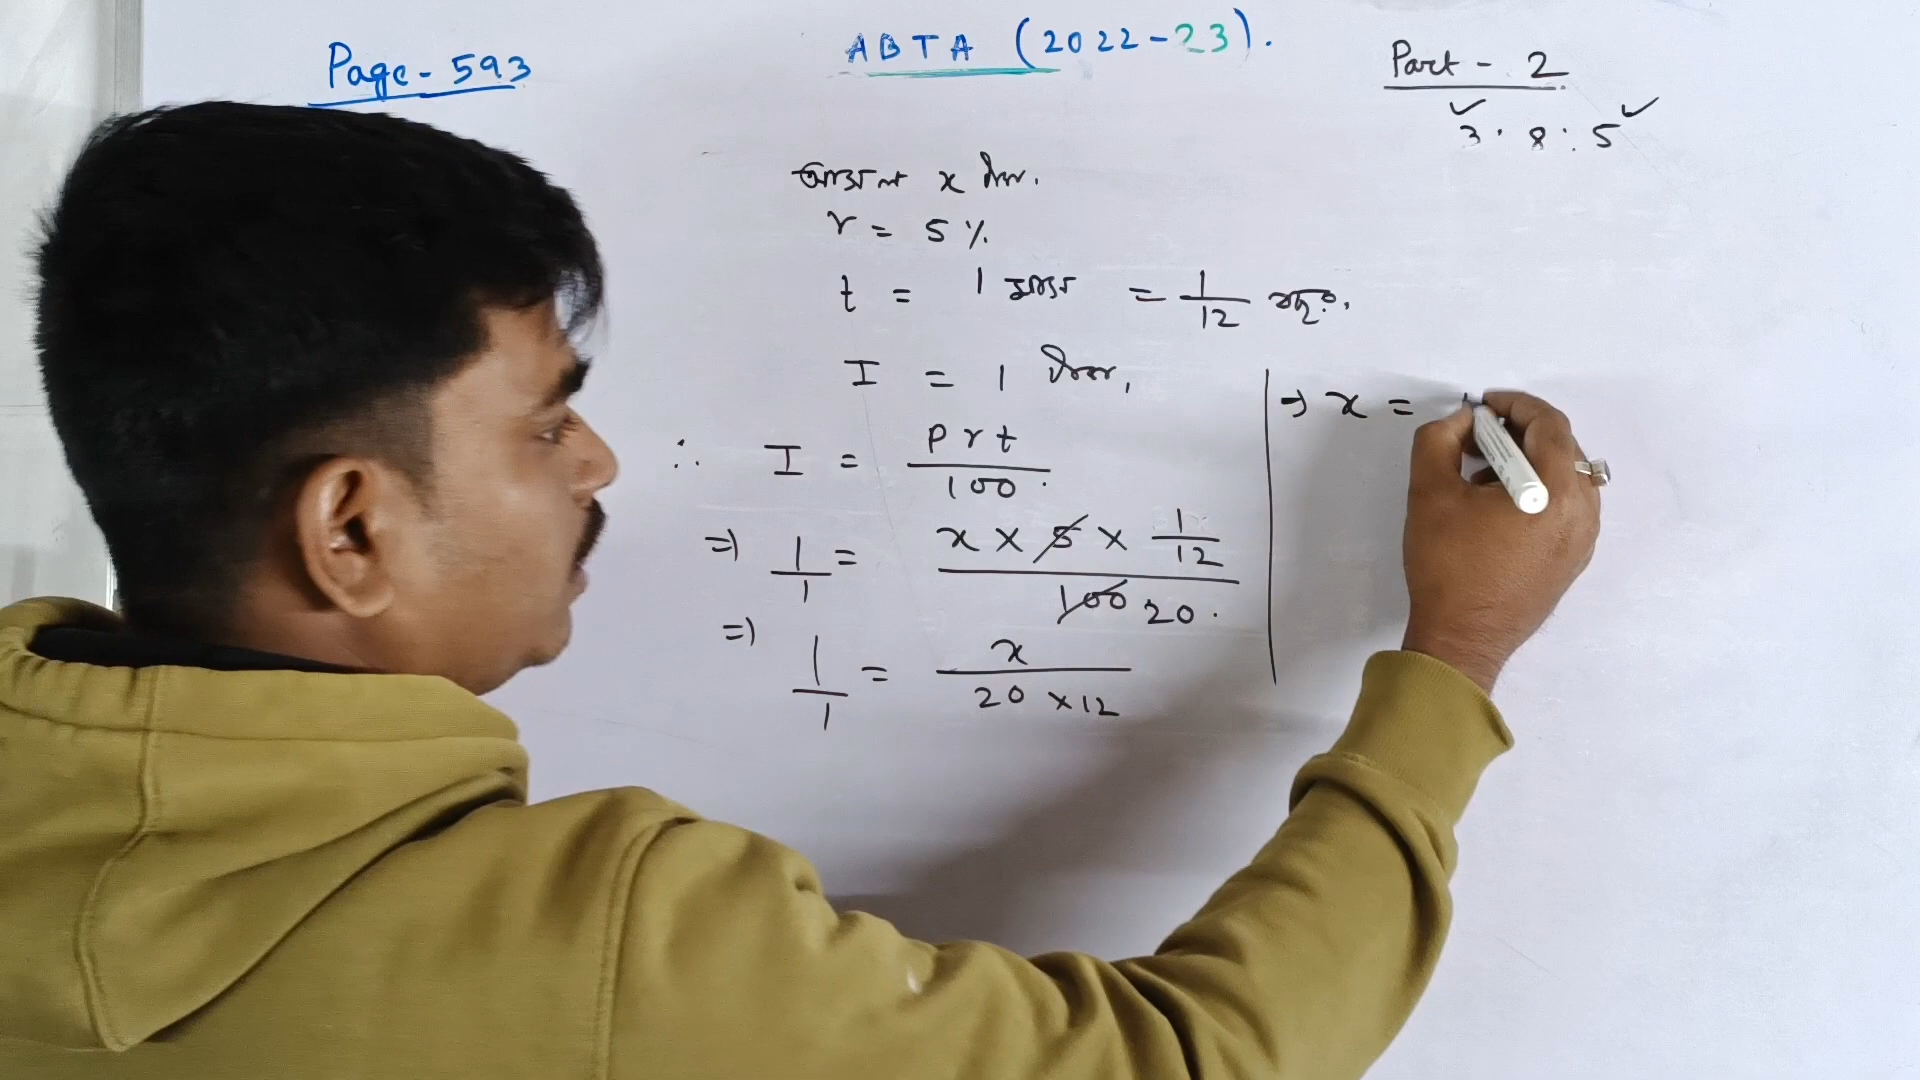 Page - 593
ABTA (2022-23).
Part - 2
3 : 8 : 5
আসল x টাকা.
r = 5 %
t = 1 মাস = 1/12 বছর.
I = 1 টাকা,
∴ I = p r t / 100.
=> 1/1 = x × 5 × 1/12 / 100 20.
=> 1/1 = x / 20 × 12
=> x =